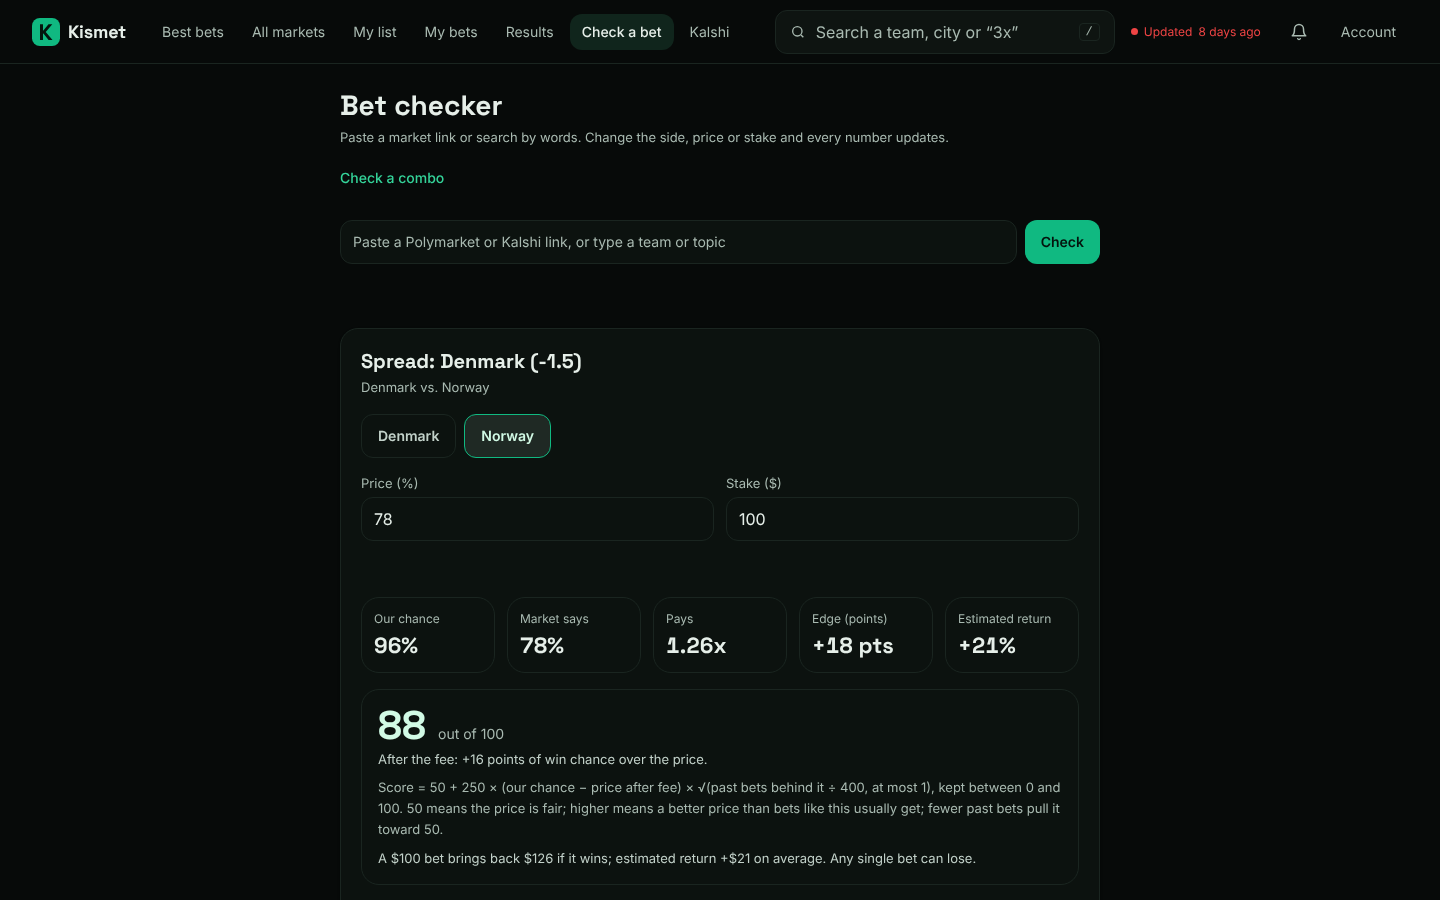 K Kismet
Best bets
All markets
My list
My bets
Results
Check a bet
Kalshi
Search a team, city or “3x”
/
Updated 8 days ago
Account
Bet checker
Paste a market link or search by words. Change the side, price or stake and every number updates.
Check a combo
Paste a Polymarket or Kalshi link, or type a team or topic
Check
Spread: Denmark (-1.5)
Denmark vs. Norway
Denmark
Norway
Price (%)
Stake ($)
78
100
Our chance
96%
Market says
78%
Pays
1.26x
Edge (points)
+18 pts
Estimated return
+21%
88 out of 100
After the fee: +16 points of win chance over the price.
Score = 50 + 250 × (our chance − price after fee) × √(past bets behind it ÷ 400, at most 1), kept between 0 and
100. 50 means the price is fair; higher means a better price than bets like this usually get; fewer past bets pull it
toward 50.
A $100 bet brings back $126 if it wins; estimated return +$21 on average. Any single bet can lose.